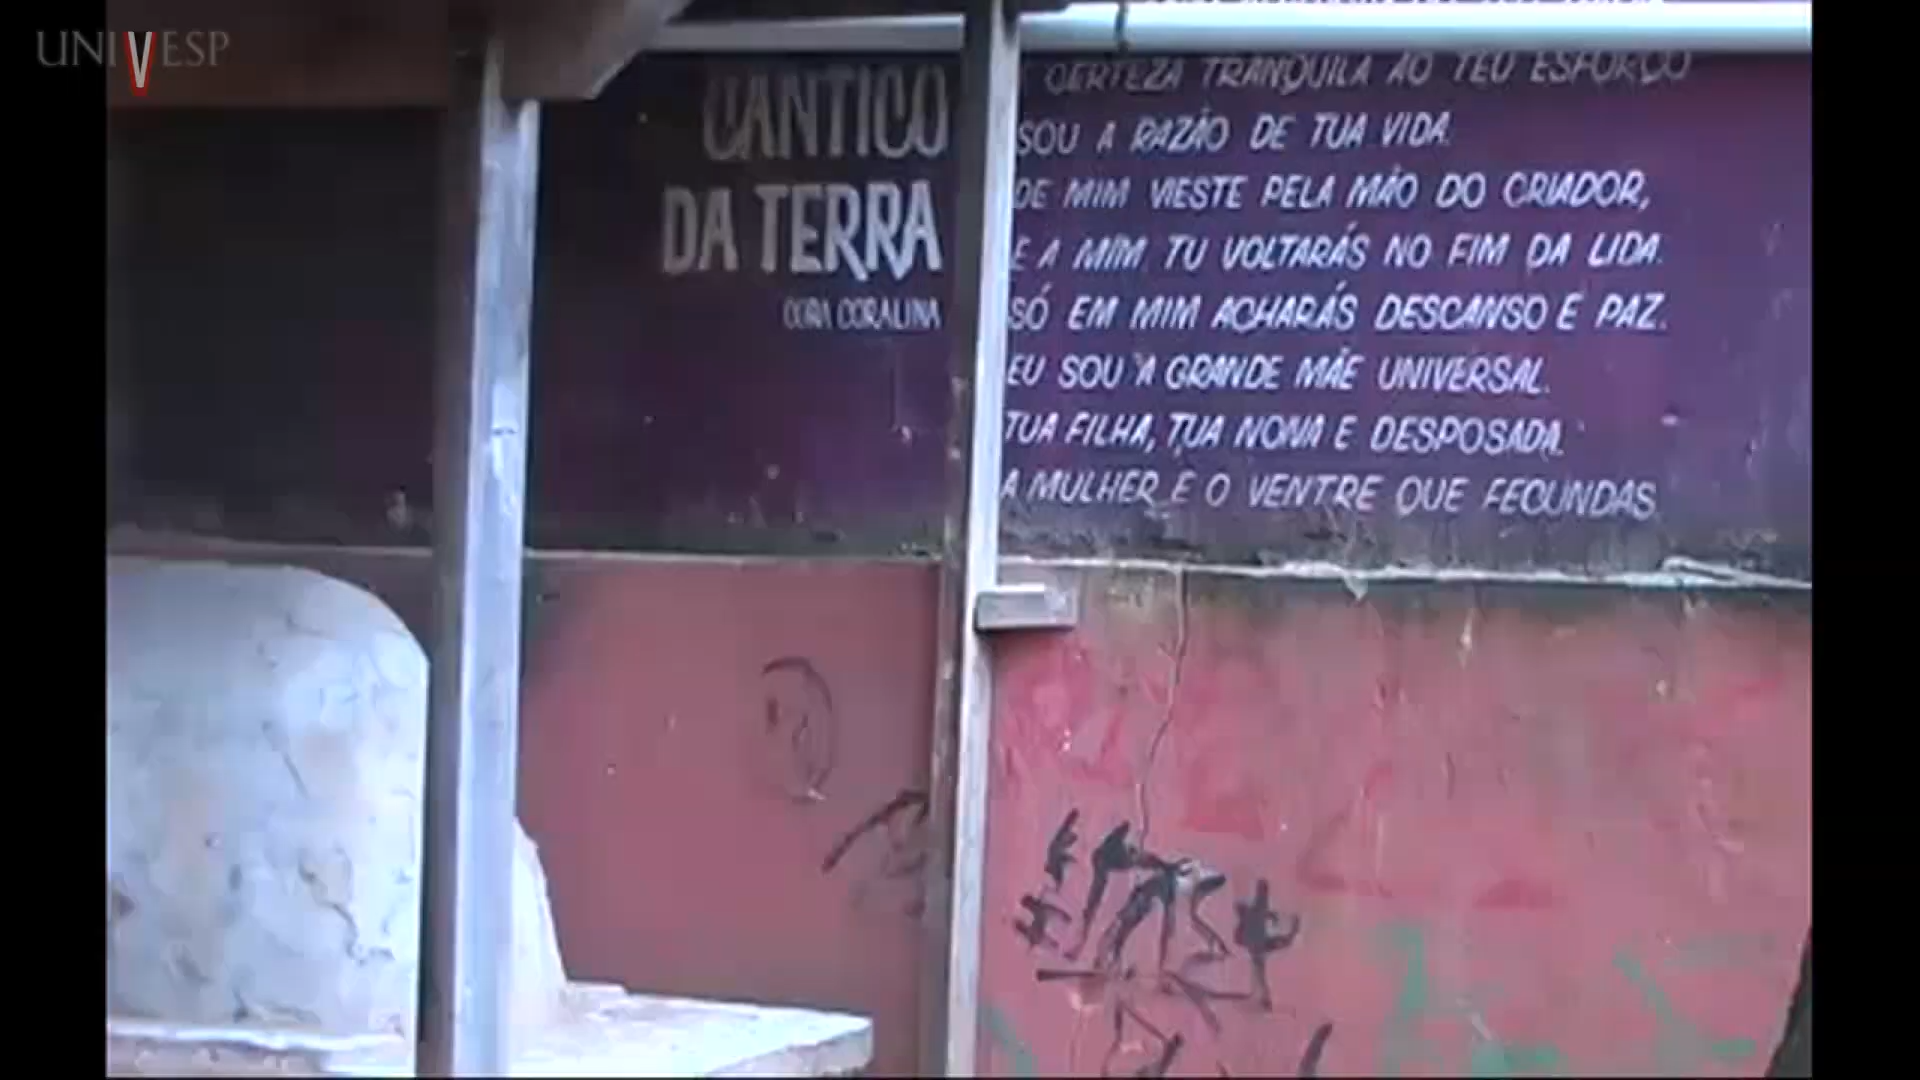 UNIVESP
CÂNTICO
DA TERRA
CORA CORALINA
CERTEZA TRANQUILA AO TEU ESFORÇO
SOU A RAZÃO DE TUA VIDA.
DE MIM VIESTE PELA MÃO DO CRIADOR,
E A MIM TU VOLTARÁS NO FIM DA LIDA.
SÓ EM MIM ACHARÁS DESCANSO E PAZ.
EU SOU A GRANDE MÃE UNIVERSAL.
TUA FILHA, TUA NOIVA E DESPOSADA.
A MULHER E O VENTRE QUE FECUNDAS